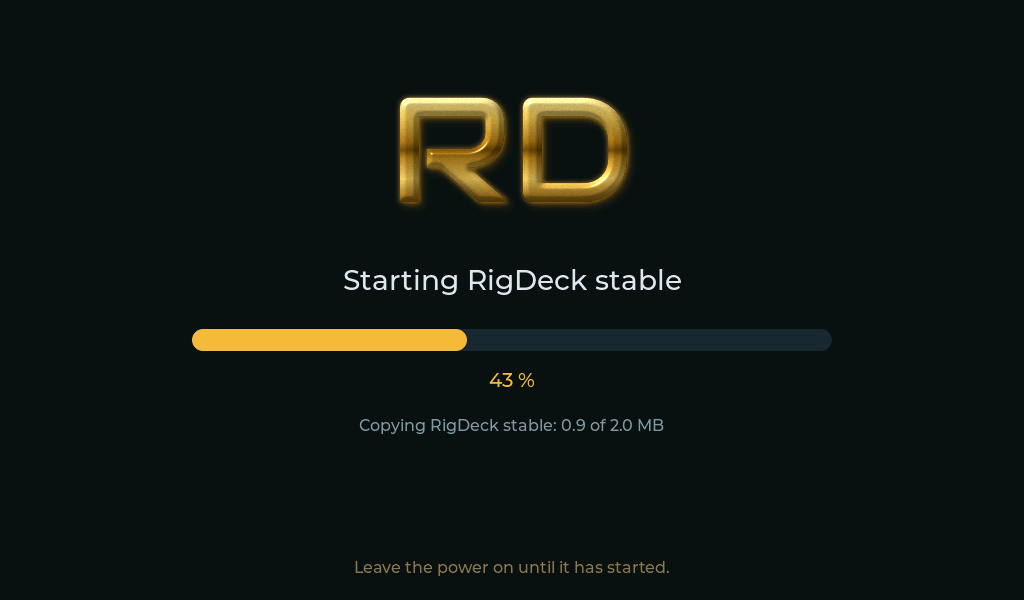 RD
Starting RigDeck stable
43 %
Copying RigDeck stable: 0.9 of 2.0 MB
Leave the power on until it has started.